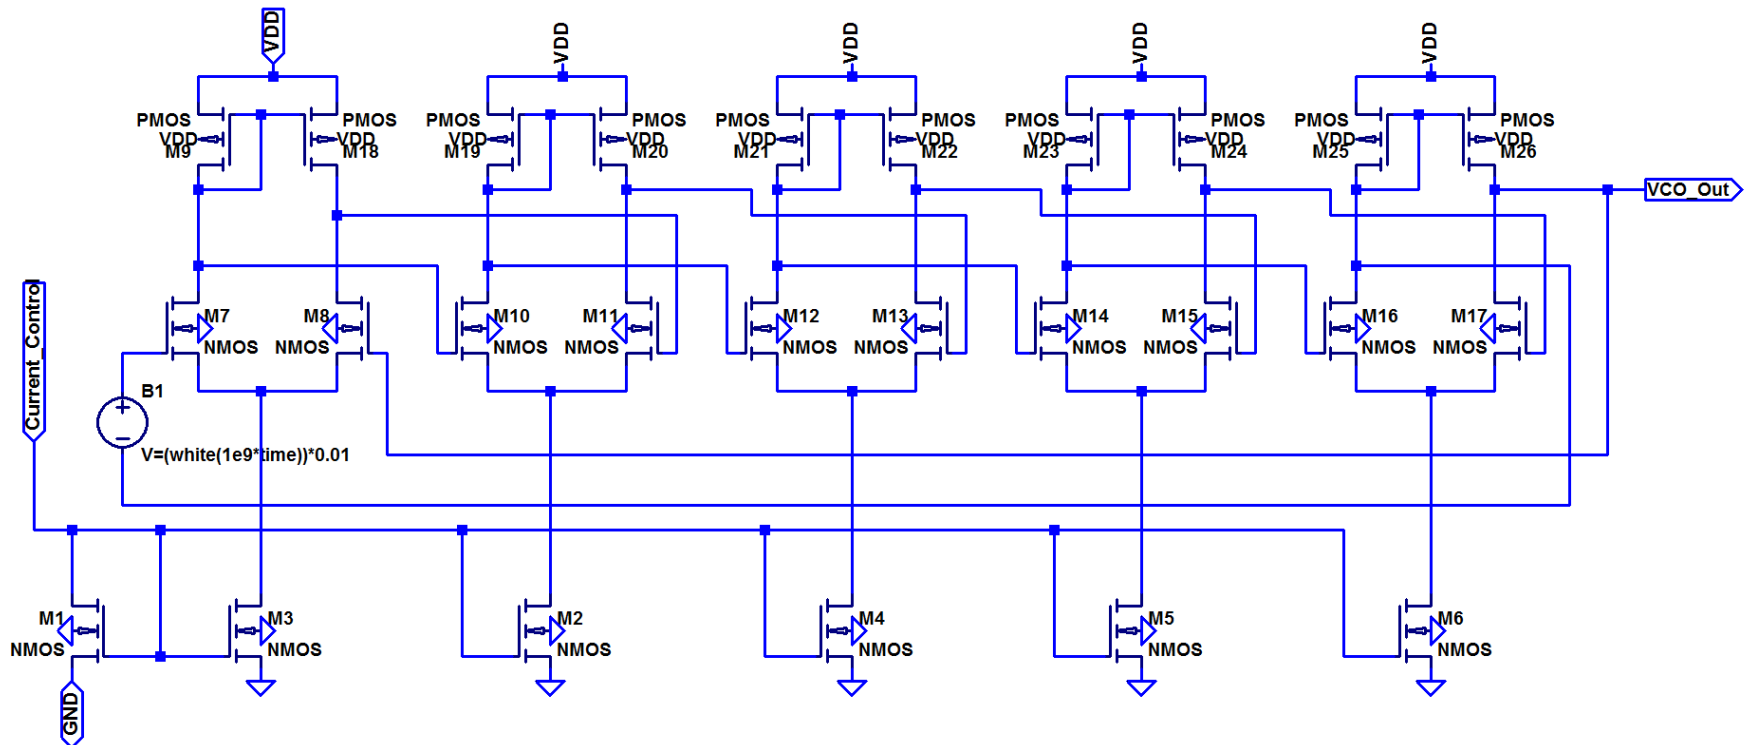 VDD
VDD
VDD
VDD
VDD
PMOS
VDD
M9
PMOS
VDD
M18
PMOS
VDD
M19
PMOS
VDD
M20
PMOS
VDD
M21
PMOS
VDD
M22
PMOS
VDD
M23
PMOS
VDD
M24
PMOS
VDD
M25
PMOS
VDD
M26
VCO_Out
Current_Control
M7
NMOS
M8
NMOS
M10
NMOS
M11
NMOS
M12
NMOS
M13
NMOS
M14
NMOS
M15
NMOS
M16
NMOS
M17
NMOS
B1
V=(white(1e9*time))*0.01
M1
NMOS
M3
NMOS
M2
NMOS
M4
NMOS
M5
NMOS
M6
NMOS
GND